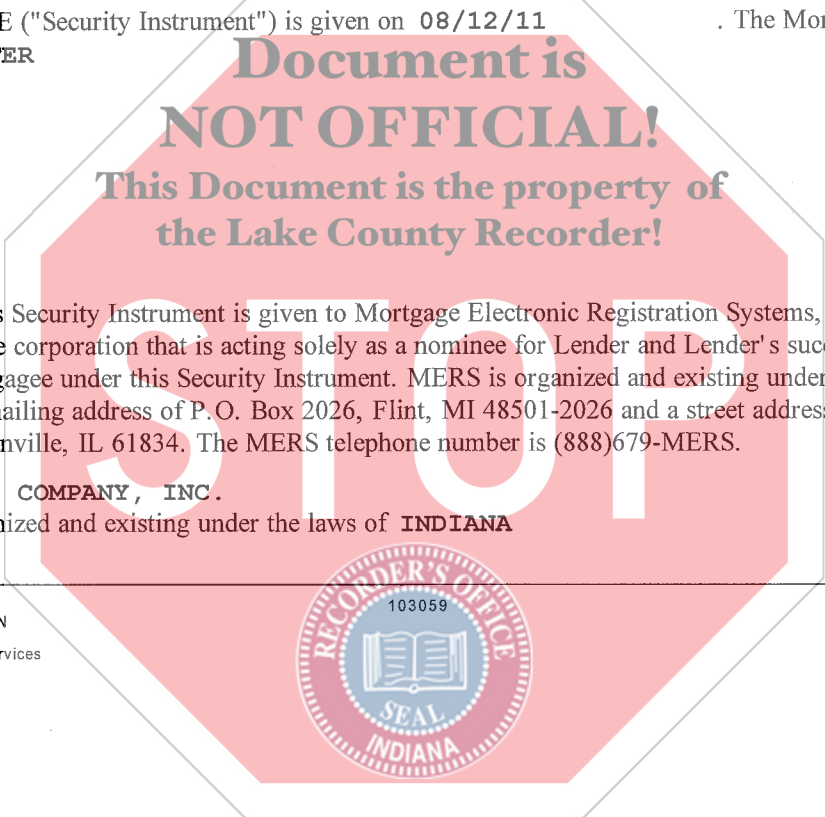 E ("Security Instrument") is given on 08/12/11 . The Mor
TER
Document is
NOT OFFICIAL!
This Document is the property of
the Lake County Recorder!
STOP
s Security Instrument is given to Mortgage Electronic Registration Systems,
e corporation that is acting solely as a nominee for Lender and Lender's succ
gagee under this Security Instrument. MERS is organized and existing under
nailing address of P.O. Box 2026, Flint, MI 48501-2026 and a street address
nville, IL 61834. The MERS telephone number is (888)679-MERS.
COMPANY, INC.
nized and existing under the laws of INDIANA
RECORDER'S OFFICE
103059
N
rvices
SEAL
INDIANA